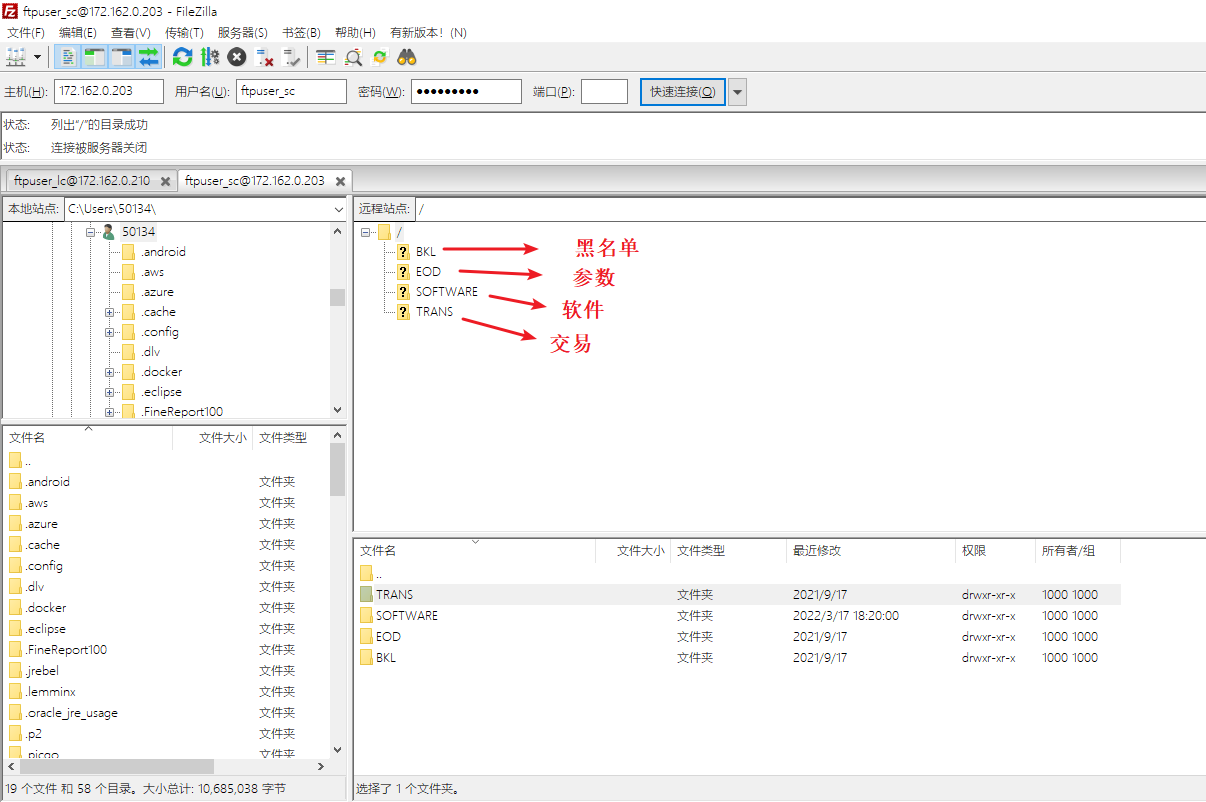 ftpuser_sc@172.162.0.203 - FileZilla
文件(F) 编辑(E) 查看(V) 传输(T) 服务器(S) 书签(B) 帮助(H) 有新版本！(N)
主机(H): 172.162.0.203 用户名(U): ftpuser_sc 密码(W): ●●●●●●●●● 端口(P): 快速连接(Q)
状态: 列出“/”的目录成功
状态: 连接被服务器关闭
ftpuser_lc@172.162.0.210 ftpuser_sc@172.162.0.203
本地站点: C:\Users\50134\
50134
.android
.aws
.azure
.cache
.config
.dlv
.docker
.eclipse
.FineReport100
远程站点: /
/
BKL 黑名单
EOD 参数
SOFTWARE 软件
TRANS 交易
文件名 文件大小 文件类型
..
.android 文件夹
.aws 文件夹
.azure 文件夹
.cache 文件夹
.config 文件夹
.dlv 文件夹
.docker 文件夹
.eclipse 文件夹
.FineReport100 文件夹
.jrebel 文件夹
.lemminx 文件夹
.oracle_jre_usage 文件夹
.p2 文件夹
.picgo 文件夹
19 个文件 和 58 个目录。大小总计: 10,685,038 字节
文件名 文件大小 文件类型 最近修改 权限 所有者/组
..
TRANS 文件夹 2021/9/17 drwxr-xr-x 1000 1000
SOFTWARE 文件夹 2022/3/17 18:20:00 drwxr-xr-x 1000 1000
EOD 文件夹 2021/9/17 drwxr-xr-x 1000 1000
BKL 文件夹 2021/9/17 drwxr-xr-x 1000 1000
选择了 1 个文件夹。